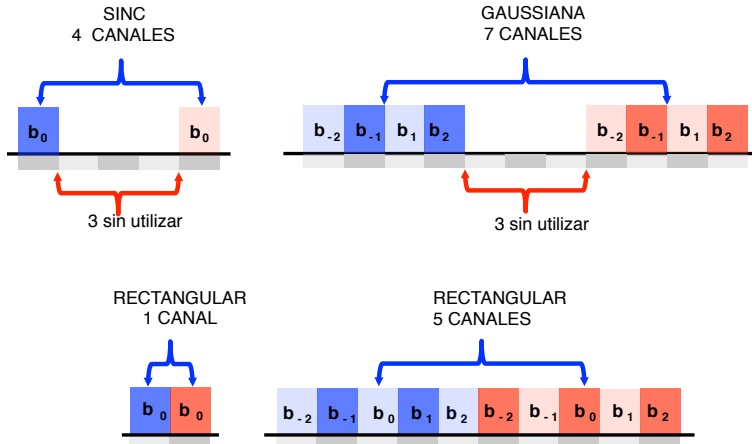 SINC
4 CANALES
b0
b0
3 sin utilizar
GAUSSIANA
7 CANALES
b-2 b-1 b1 b2
b-2 b-1 b1 b2
3 sin utilizar
RECTANGULAR
1 CANAL
b0 b0
RECTANGULAR
5 CANALES
b-2 b-1 b0 b1 b2 b-2 b-1 b0 b1 b2